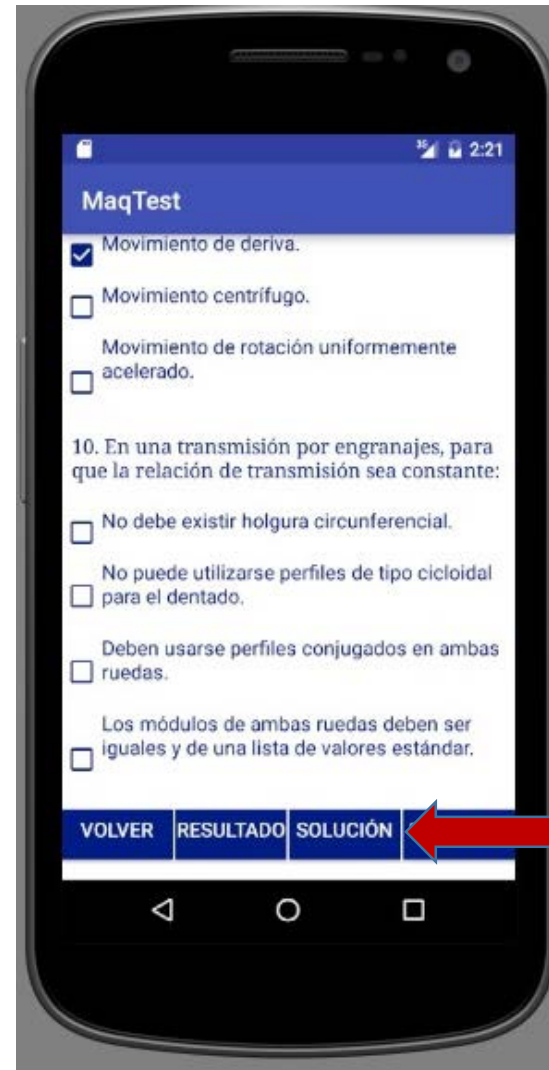 3G 2:21
MaqTest
Movimiento de deriva.
Movimiento centrífugo.
Movimiento de rotación uniformemente
acelerado.
10. En una transmisión por engranajes, para
que la relación de transmisión sea constante:
No debe existir holgura circunferencial.
No puede utilizarse perfiles de tipo cicloidal
para el dentado.
Deben usarse perfiles conjugados en ambas
ruedas.
Los módulos de ambas ruedas deben ser
iguales y de una lista de valores estándar.
VOLVER RESULTADO SOLUCIÓN